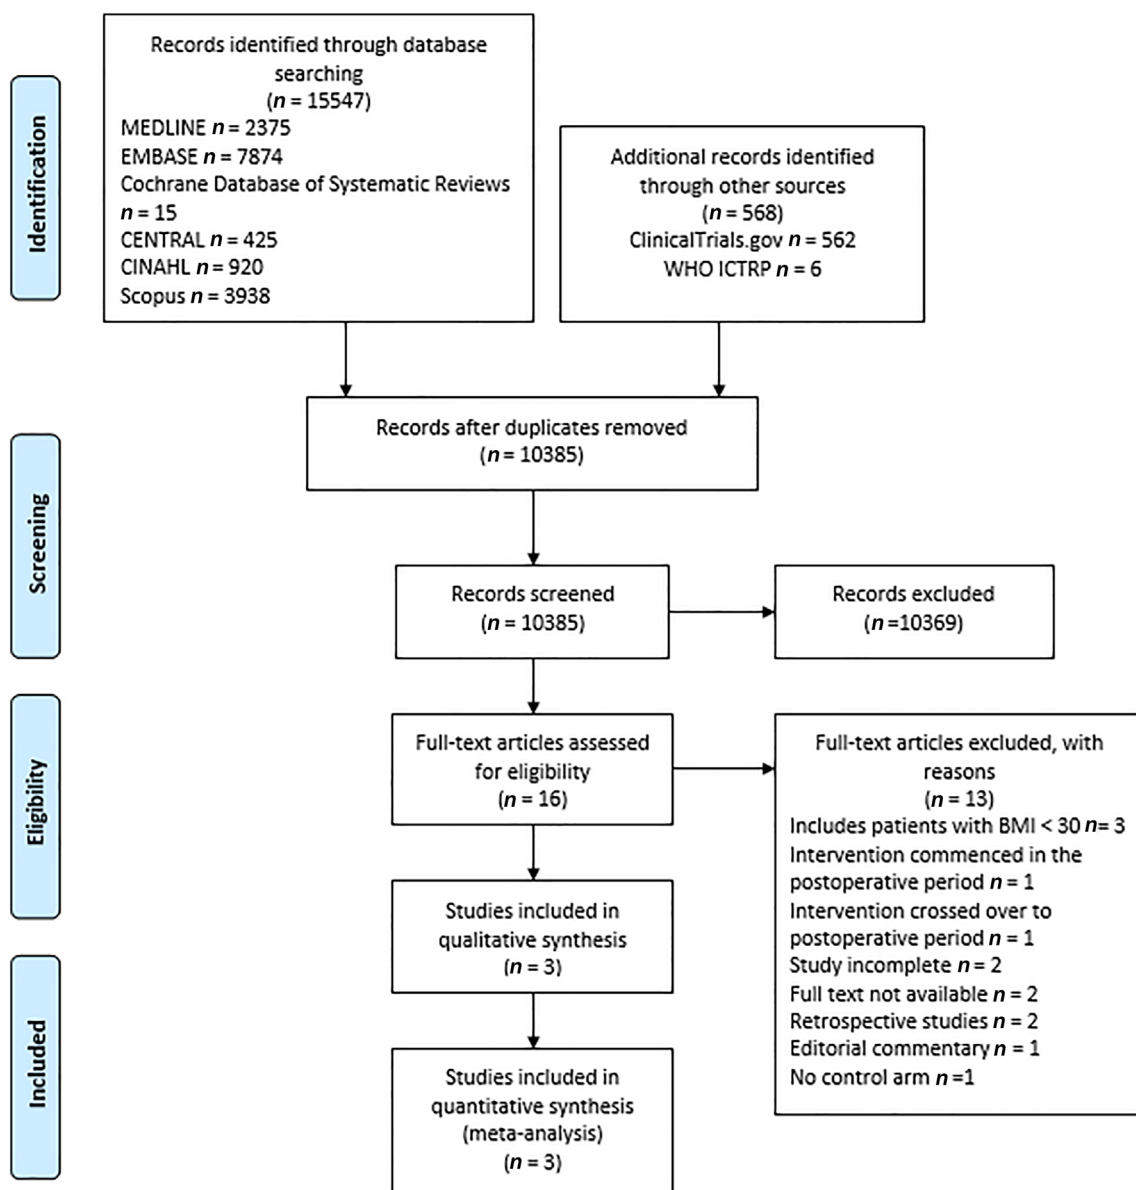 Identification
Records identified through database
searching
(n = 15547)
MEDLINE n = 2375
EMBASE n = 7874
Cochrane Database of Systematic Reviews
n = 15
CENTRAL n = 425
CINAHL n = 920
Scopus n = 3938
Additional records identified
through other sources
(n = 568)
ClinicalTrials.gov n = 562
WHO ICTRP n = 6
Screening
Records after duplicates removed
(n = 10385)
Records screened
(n = 10385)
Records excluded
(n =10369)
Eligibility
Full-text articles assessed
for eligibility
(n = 16)
Full-text articles excluded, with
reasons
(n = 13)
Includes patients with BMI < 30 n= 3
Intervention commenced in the
postoperative period n = 1
Intervention crossed over to
postoperative period n = 1
Study incomplete n = 2
Full text not available n = 2
Retrospective studies n = 2
Editorial commentary n = 1
No control arm n =1
Studies included in
qualitative synthesis
(n = 3)
Included
Studies included in
quantitative synthesis
(meta-analysis)
(n = 3)